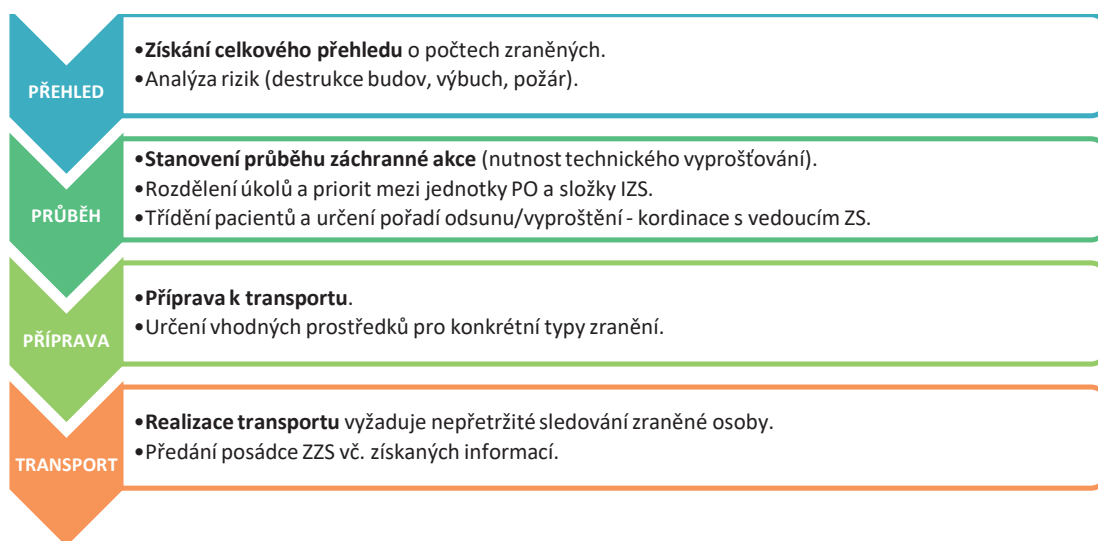 PŘEHLED
•Získání celkového přehledu o počtech zraněných.
•Analýza rizik (destrukce budov, výbuch, požár).
PRŮBĚH
•Stanovení průběhu záchranné akce (nutnost technického vyprošťování).
•Rozdělení úkolů a priorit mezi jednotky PO a složky IZS.
•Třídění pacientů a určení pořadí odsunu/vyproštění - kordinace s vedoucím ZS.
PŘÍPRAVA
•Příprava k transportu.
•Určení vhodných prostředků pro konkrétní typy zranění.
TRANSPORT
•Realizace transportu vyžaduje nepřetržité sledování zraněné osoby.
•Předání posádce ZZS vč. získaných informací.